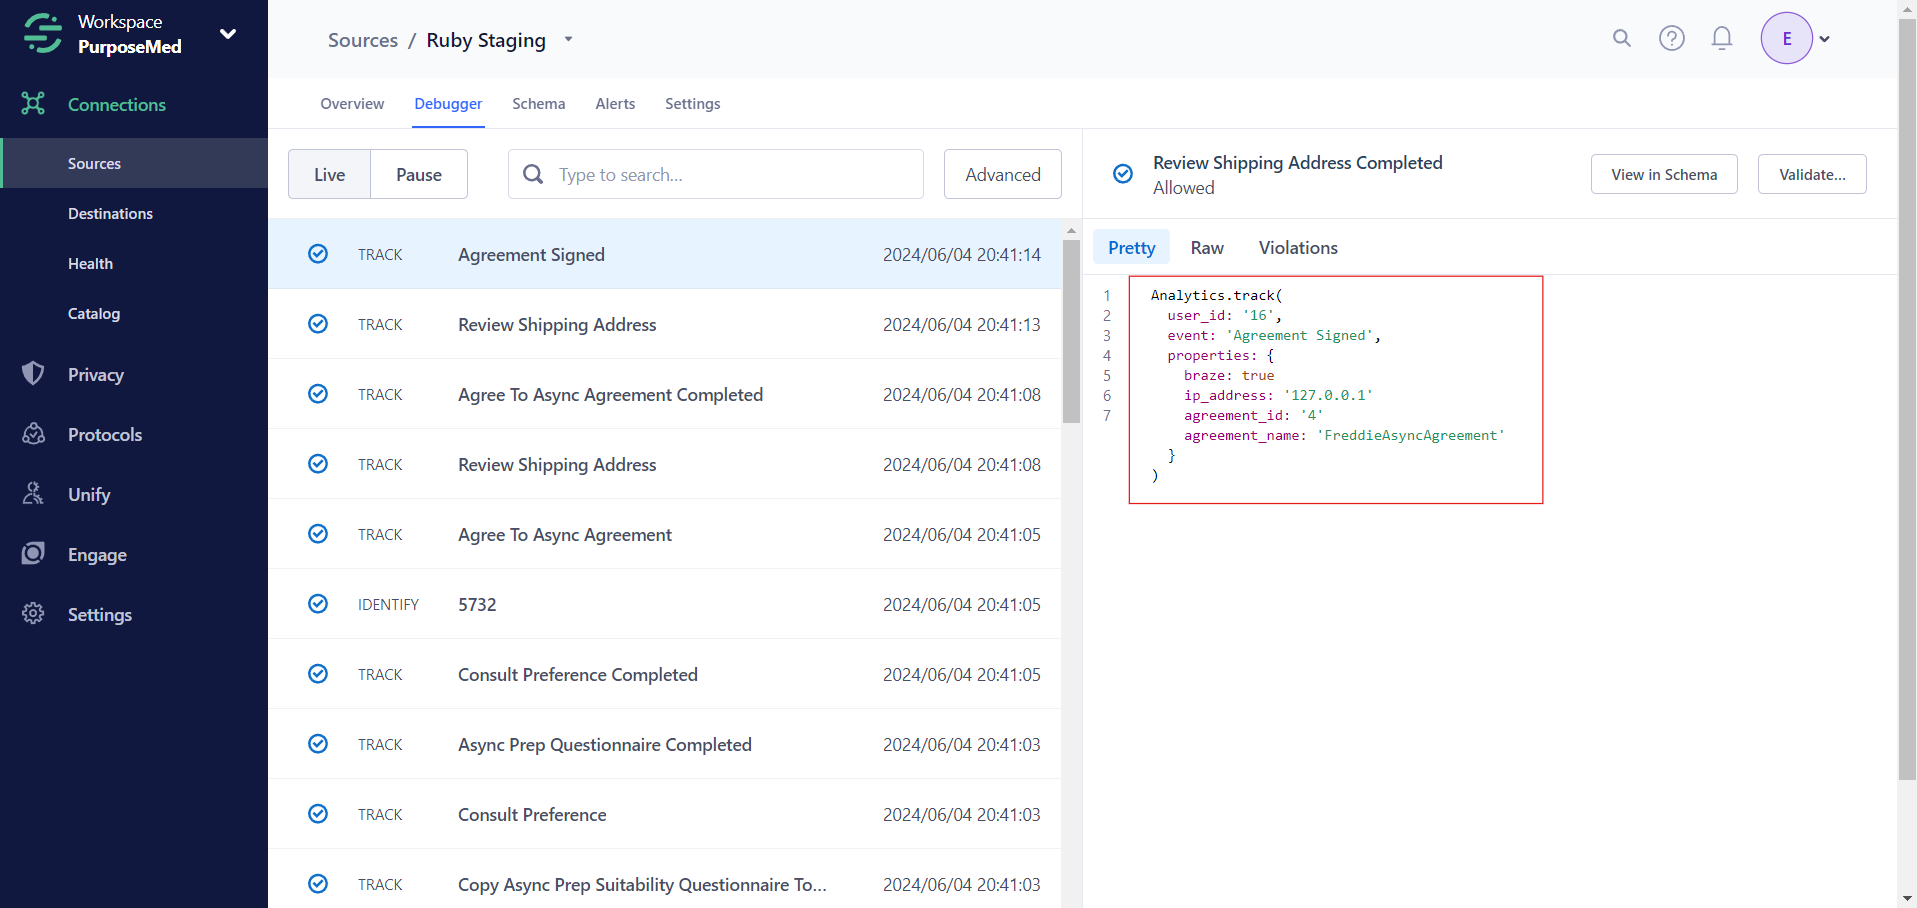 Workspace
PurposeMed
Connections
Sources
Destinations
Health
Catalog
Privacy
Protocols
Unify
Engage
Settings
Sources / Ruby Staging
E
Overview Debugger Schema Alerts Settings
Live Pause Type to search... Advanced
TRACK Agreement Signed 2024/06/04 20:41:14
TRACK Review Shipping Address 2024/06/04 20:41:13
TRACK Agree To Async Agreement Completed 2024/06/04 20:41:08
TRACK Review Shipping Address 2024/06/04 20:41:08
TRACK Agree To Async Agreement 2024/06/04 20:41:05
IDENTIFY 5732 2024/06/04 20:41:05
TRACK Consult Preference Completed 2024/06/04 20:41:05
TRACK Async Prep Questionnaire Completed 2024/06/04 20:41:03
TRACK Consult Preference 2024/06/04 20:41:03
TRACK Copy Async Prep Suitability Questionnaire To... 2024/06/04 20:41:03
Review Shipping Address Completed
Allowed
View in Schema Validate...
Pretty Raw Violations
1 Analytics.track(
2 user_id: '16',
3 event: 'Agreement Signed',
4 properties: {
5 braze: true
6 ip_address: '127.0.0.1'
7 agreement_id: '4'
agreement_name: 'FreddieAsyncAgreement'
}
)